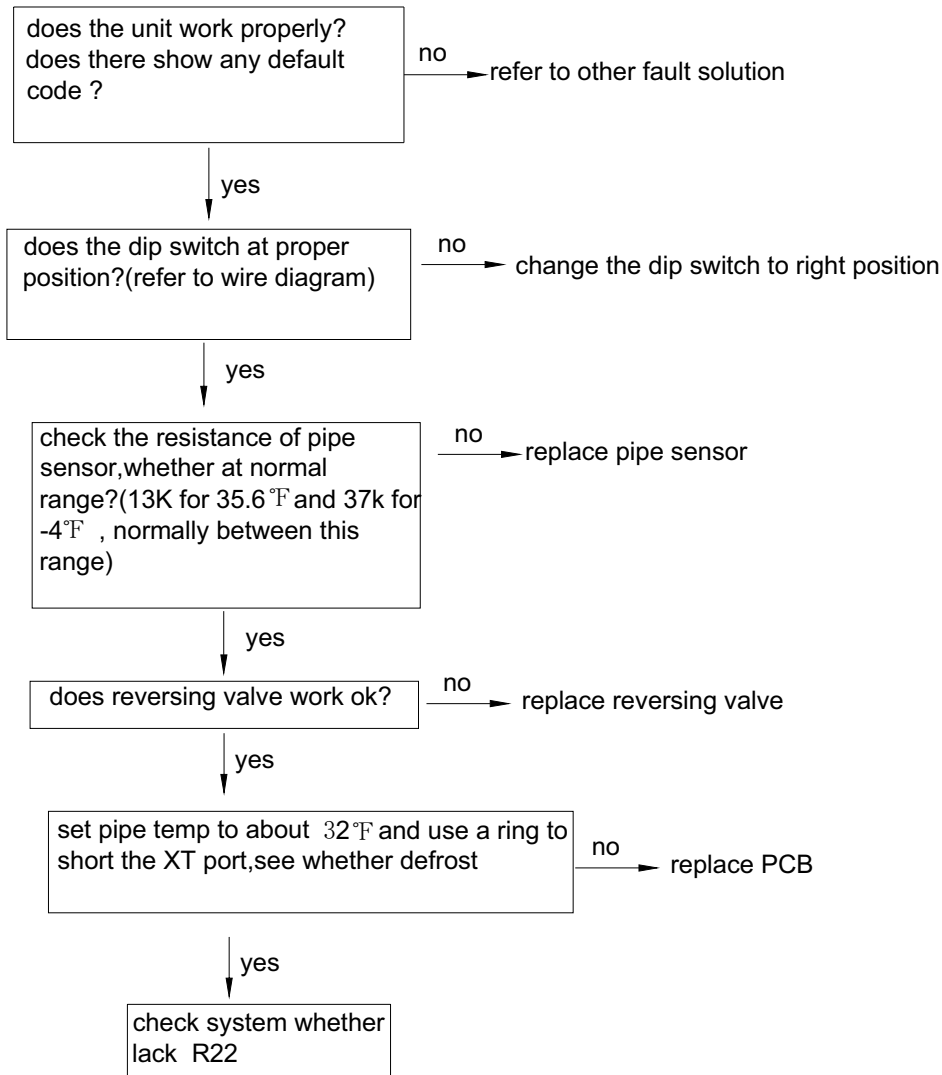 does the unit work properly?
does there show any default
code ?
no
refer to other fault solution
yes
does the dip switch at proper
position?(refer to wire diagram)
no
change the dip switch to right position
yes
check the resistance of pipe
sensor,whether at normal
range?(13K for 35.6℉ and 37k for
-4℉ , normally between this
range)
no
replace pipe sensor
yes
does reversing valve work ok?
no
replace reversing valve
yes
set pipe temp to about 32℉ and use a ring to
short the XT port,see whether defrost
no
replace PCB
yes
check system whether
lack R22